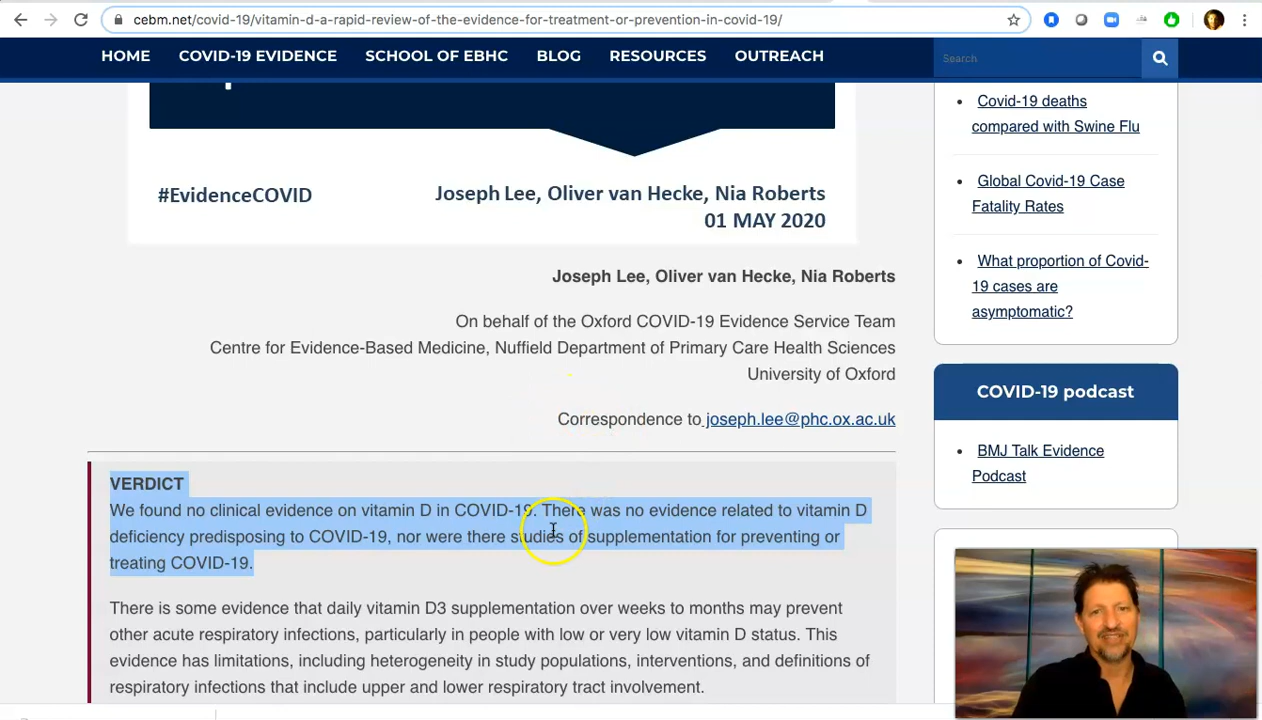 cebm.net/covid-19/vitamin-d-a-rapid-review-of-the-evidence-for-treatment-or-prevention-in-covid-19/
HOME COVID-19 EVIDENCE SCHOOL OF EBHC BLOG RESOURCES OUTREACH Search
#EvidenceCOVID
Joseph Lee, Oliver van Hecke, Nia Roberts
01 MAY 2020
Joseph Lee, Oliver van Hecke, Nia Roberts
On behalf of the Oxford COVID-19 Evidence Service Team
Centre for Evidence-Based Medicine, Nuffield Department of Primary Care Health Sciences
University of Oxford
Correspondence to joseph.lee@phc.ox.ac.uk
VERDICT
We found no clinical evidence on vitamin D in COVID-19. There was no evidence related to vitamin D
deficiency predisposing to COVID-19, nor were there studies of supplementation for preventing or
treating COVID-19.
There is some evidence that daily vitamin D3 supplementation over weeks to months may prevent
other acute respiratory infections, particularly in people with low or very low vitamin D status. This
evidence has limitations, including heterogeneity in study populations, interventions, and definitions of
respiratory infections that include upper and lower respiratory tract involvement.
Covid-19 deaths
compared with Swine Flu
Global Covid-19 Case
Fatality Rates
What proportion of Covid-
19 cases are
asymptomatic?
COVID-19 podcast
BMJ Talk Evidence
Podcast